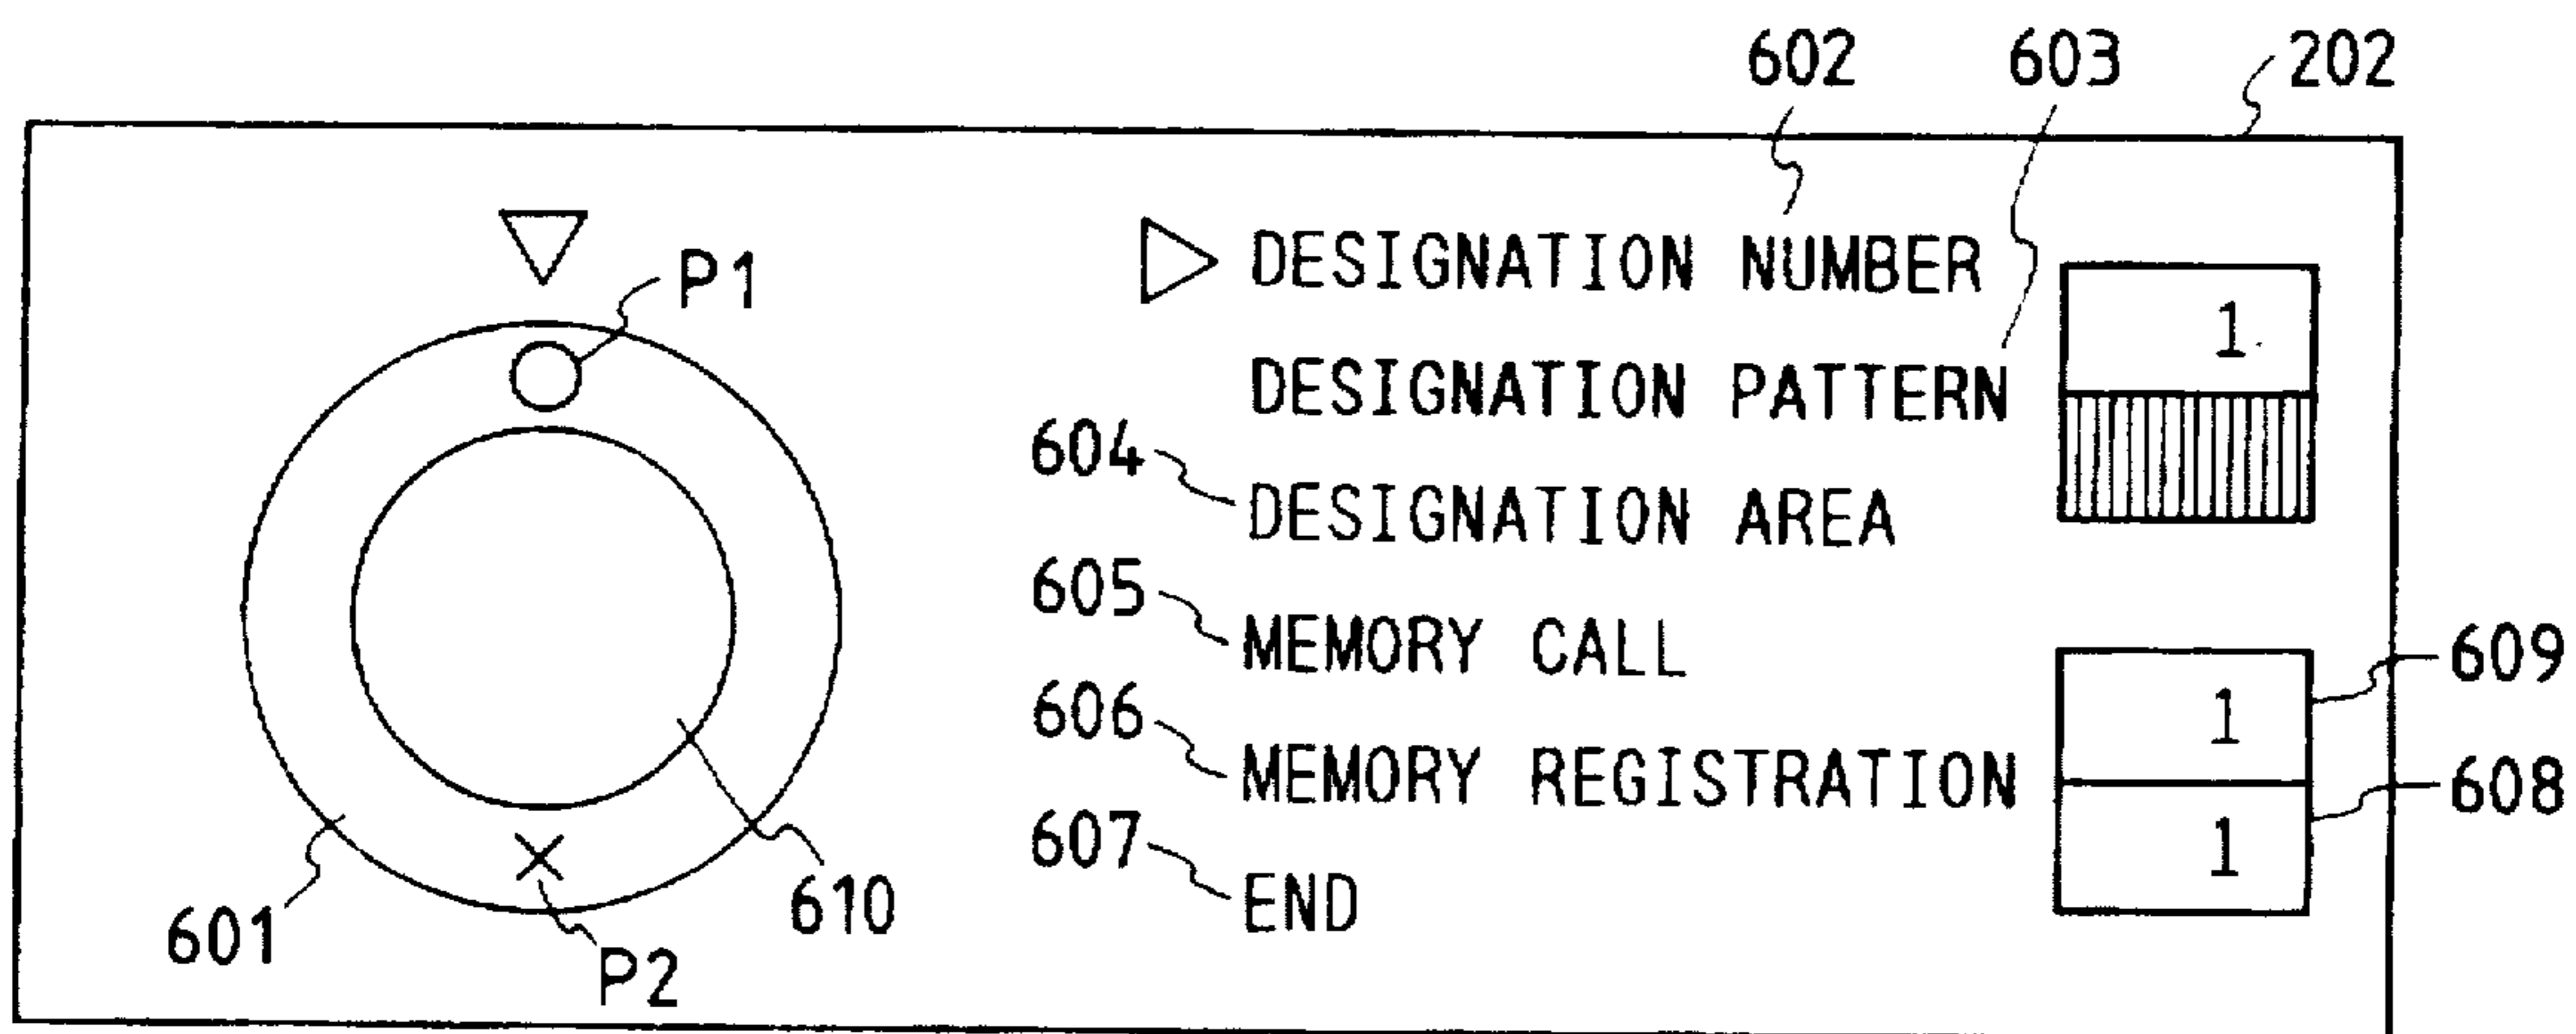 602 603 202
P1
DESIGNATION NUMBER
1
DESIGNATION PATTERN
604
DESIGNATION AREA
605
MEMORY CALL
609
1
606
MEMORY REGISTRATION
608
1
607
END
601
610
P2